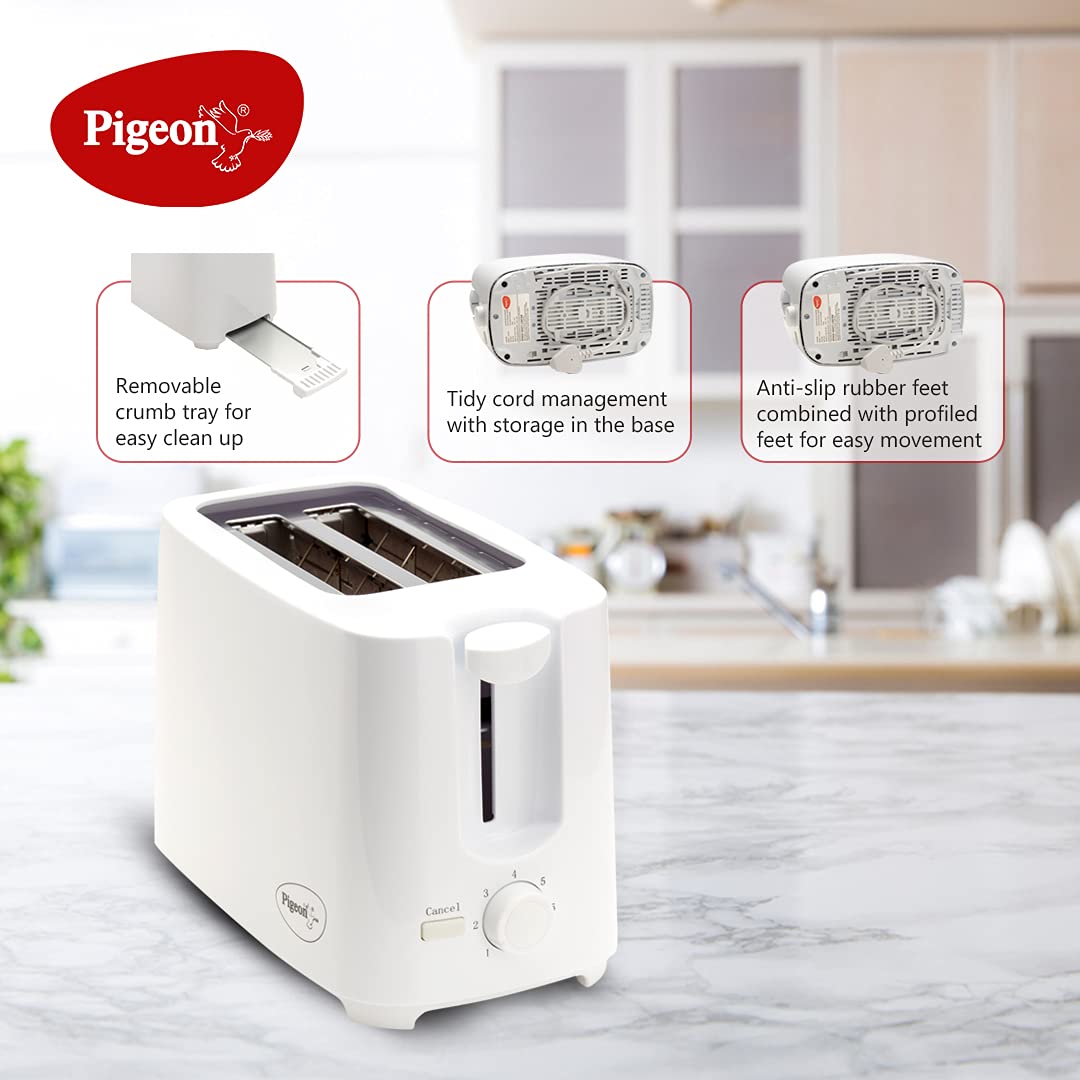 Pigeon®
Removable
crumb tray for
easy clean up
Tidy cord management
with storage in the base
Anti-slip rubber feet
combined with profiled
feet for easy movement
Pigeon
Cancel
1
2
3
4
5